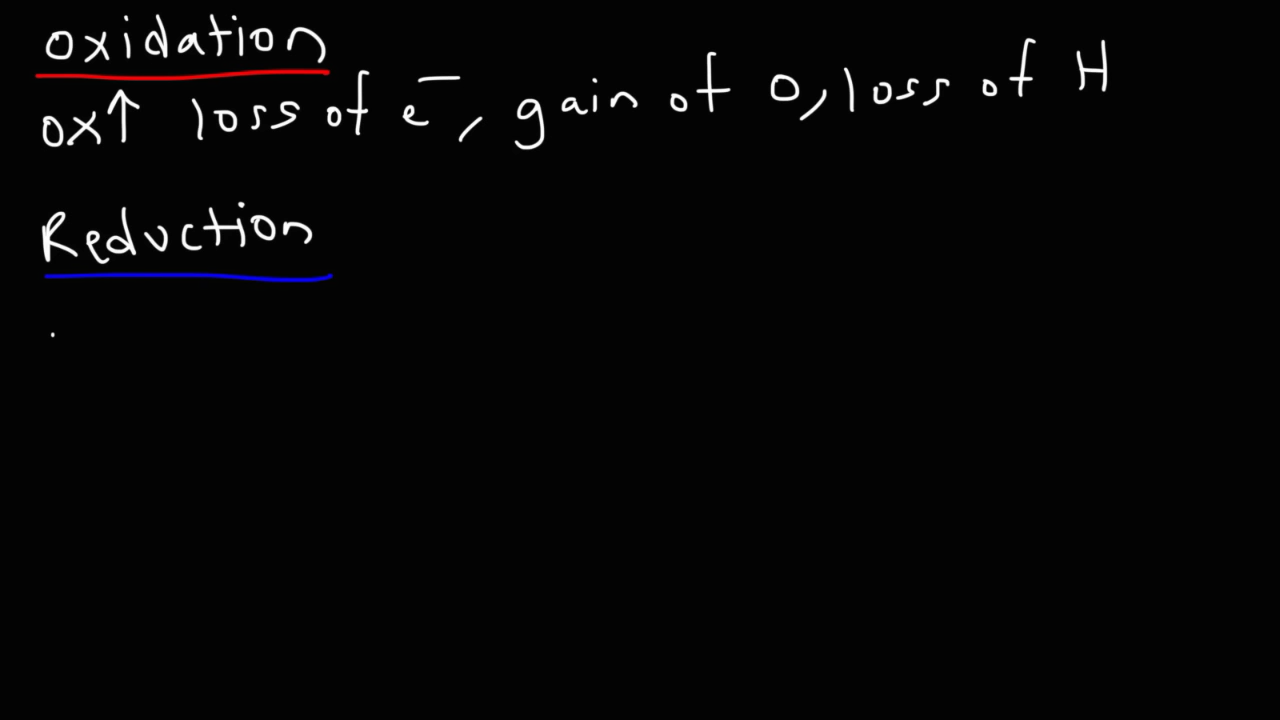 oxidation
ox↑ loss of e⁻, gain of O, loss of H
Reduction